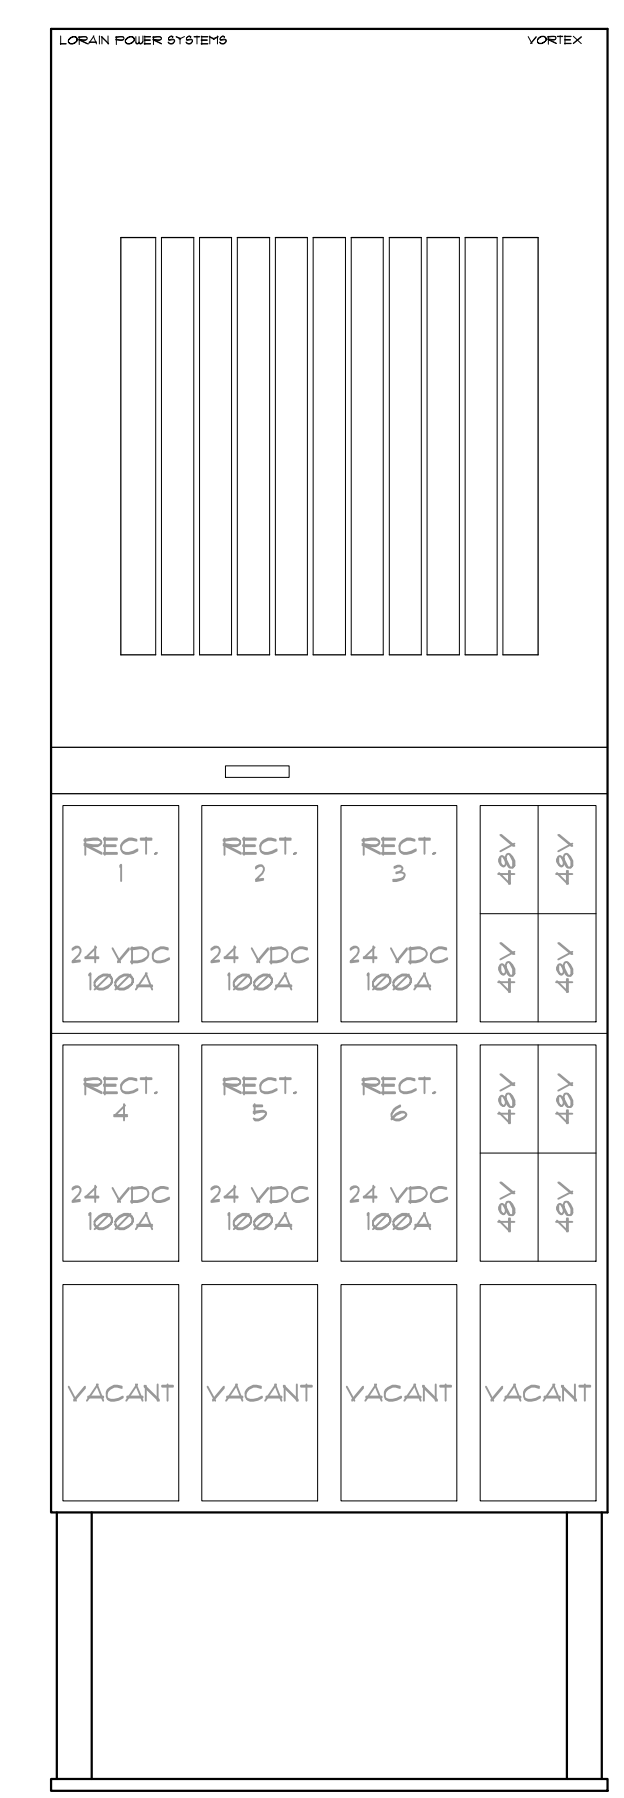 LORAIN POWER SYSTEMS VORTEX
RECT. RECT. RECT. 48V 48V
1 2 3
24 VDC 24 VDC 24 VDC 48V 48V
100A 100A 100A
RECT. RECT. RECT. 48V 48V
4 5 6
24 VDC 24 VDC 24 VDC 48V 48V
100A 100A 100A
VACANT VACANT VACANT VACANT